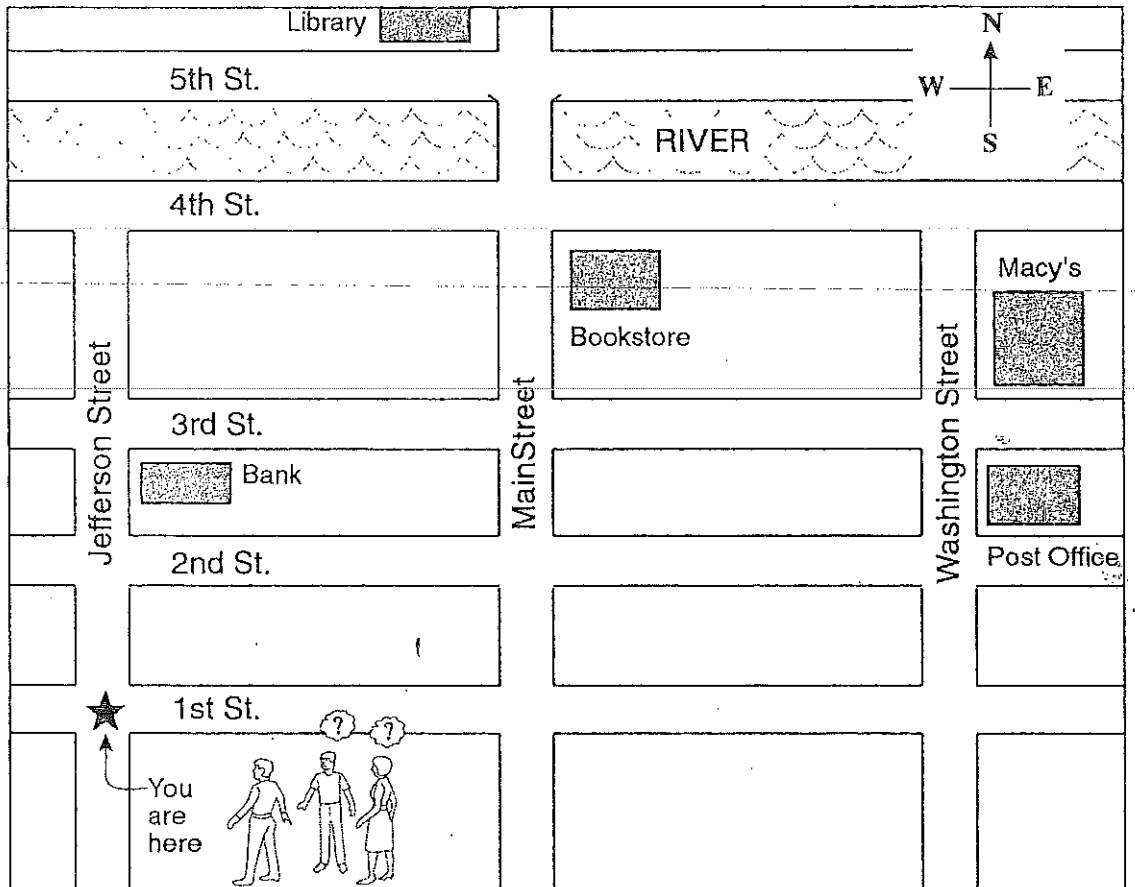 Library
N
5th St.
W E
RIVER
S
4th St.
Macy's
Bookstore
Jefferson Street
MainStreet
Washington Street
3rd St.
Bank
2nd St.
Post Office
1st St.
? ?
You
are
here